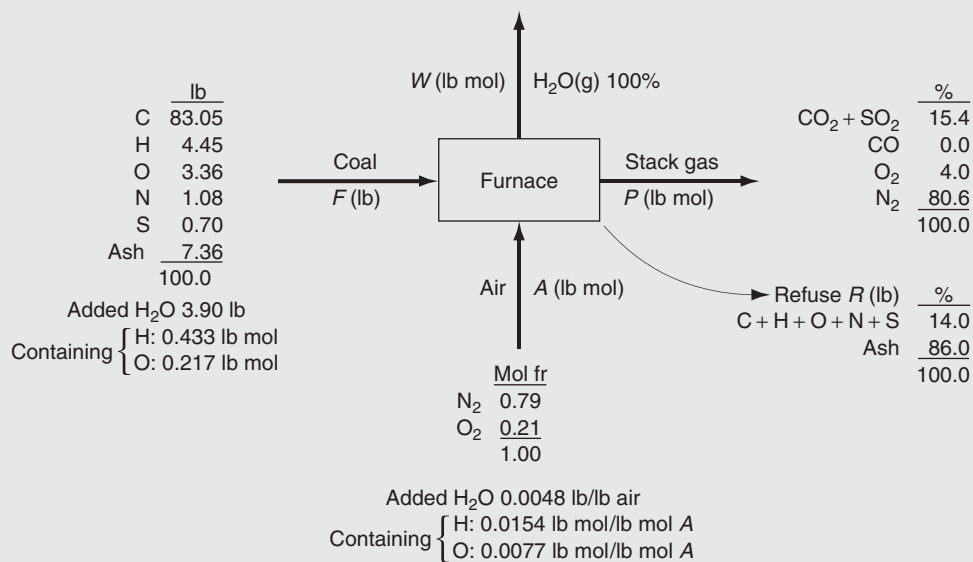 W (lb mol) H₂O(g) 100%
lb
C 83.05
H 4.45
O 3.36
N 1.08
S 0.70
Ash 7.36
100.0
Added H₂O 3.90 lb
Containing { H: 0.433 lb mol
O: 0.217 lb mol
Coal
F (lb)
Furnace
Stack gas
P (lb mol)
%
CO₂ + SO₂ 15.4
CO 0.0
O₂ 4.0
N₂ 80.6
100.0
Air A (lb mol)
Refuse R (lb) %
C + H + O + N + S 14.0
Ash 86.0
100.0
Mol fr
N₂ 0.79
O₂ 0.21
1.00
Added H₂O 0.0048 lb/lb air
Containing { H: 0.0154 lb mol/lb mol A
O: 0.0077 lb mol/lb mol A